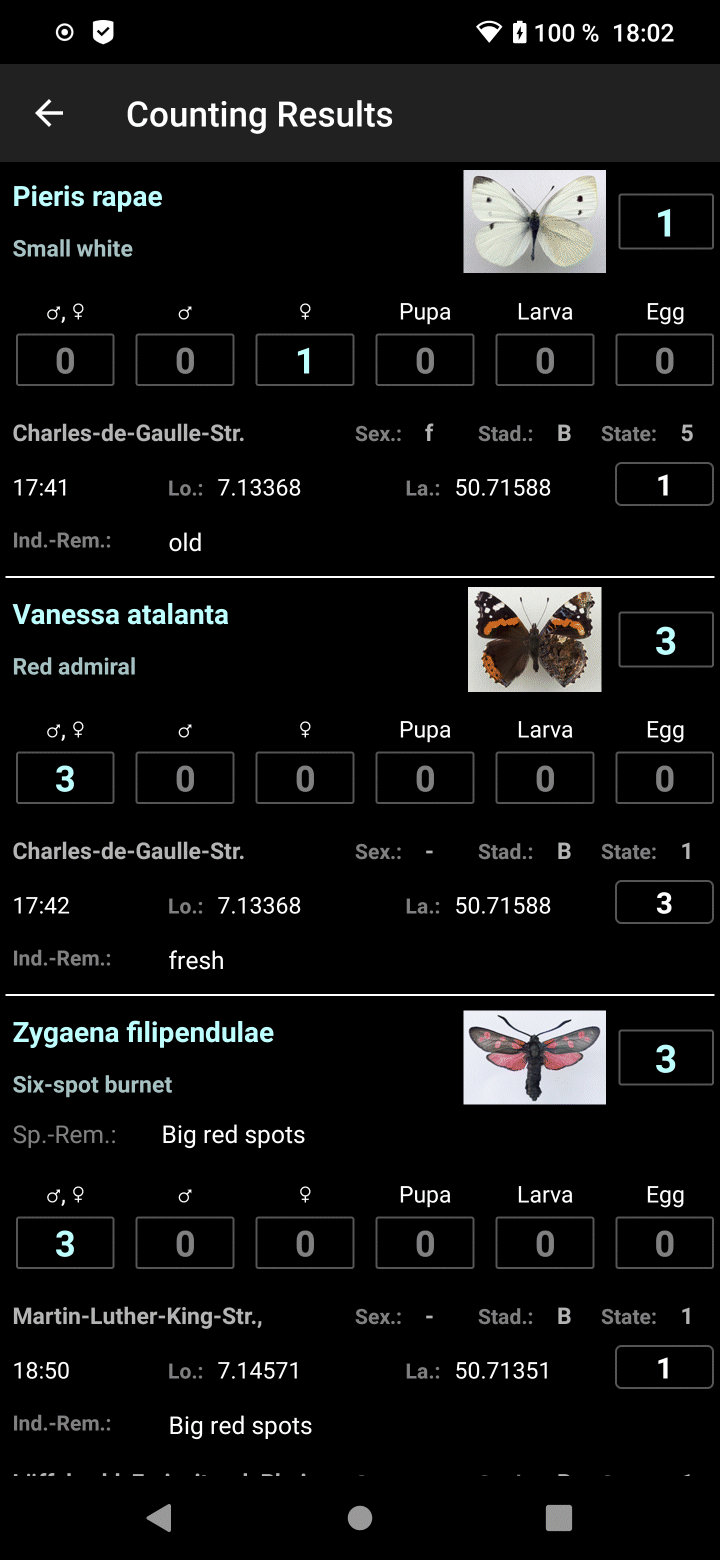 100 % 18:02
Counting Results
Pieris rapae
1
Small white
♂, ♀ ♂ ♀ Pupa Larva Egg
0 0 1 0 0 0
Charles-de-Gaulle-Str. Sex.: f Stad.: B State: 5
17:41 Lo.: 7.13368 La.: 50.71588 1
Ind.-Rem.: old
Vanessa atalanta
3
Red admiral
♂, ♀ ♂ ♀ Pupa Larva Egg
3 0 0 0 0 0
Charles-de-Gaulle-Str. Sex.: - Stad.: B State: 1
17:42 Lo.: 7.13368 La.: 50.71588 3
Ind.-Rem.: fresh
Zygaena filipendulae
3
Six-spot burnet
Sp.-Rem.: Big red spots
♂, ♀ ♂ ♀ Pupa Larva Egg
3 0 0 0 0 0
Martin-Luther-King-Str., Sex.: - Stad.: B State: 1
18:50 Lo.: 7.14571 La.: 50.71351 1
Ind.-Rem.: Big red spots